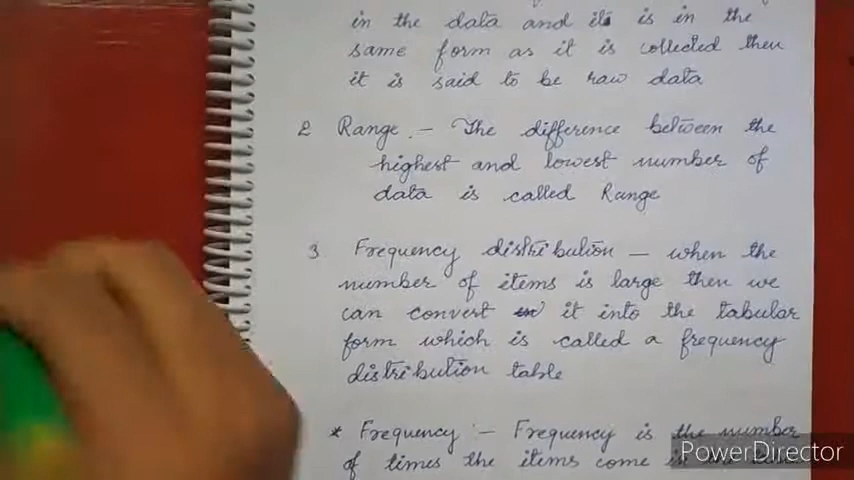 in the data and it is in the
same form as it is collected then
it is said to be raw data
2 Range. - The difference between the
highest and lowest number of
data is called Range
3 Frequency distribution - when the
number of items is large then we
can convert it into the tabular
form which is called a frequency
distribution table
* Frequency :- Frequency is the number
of times the items come in the
PowerDirector